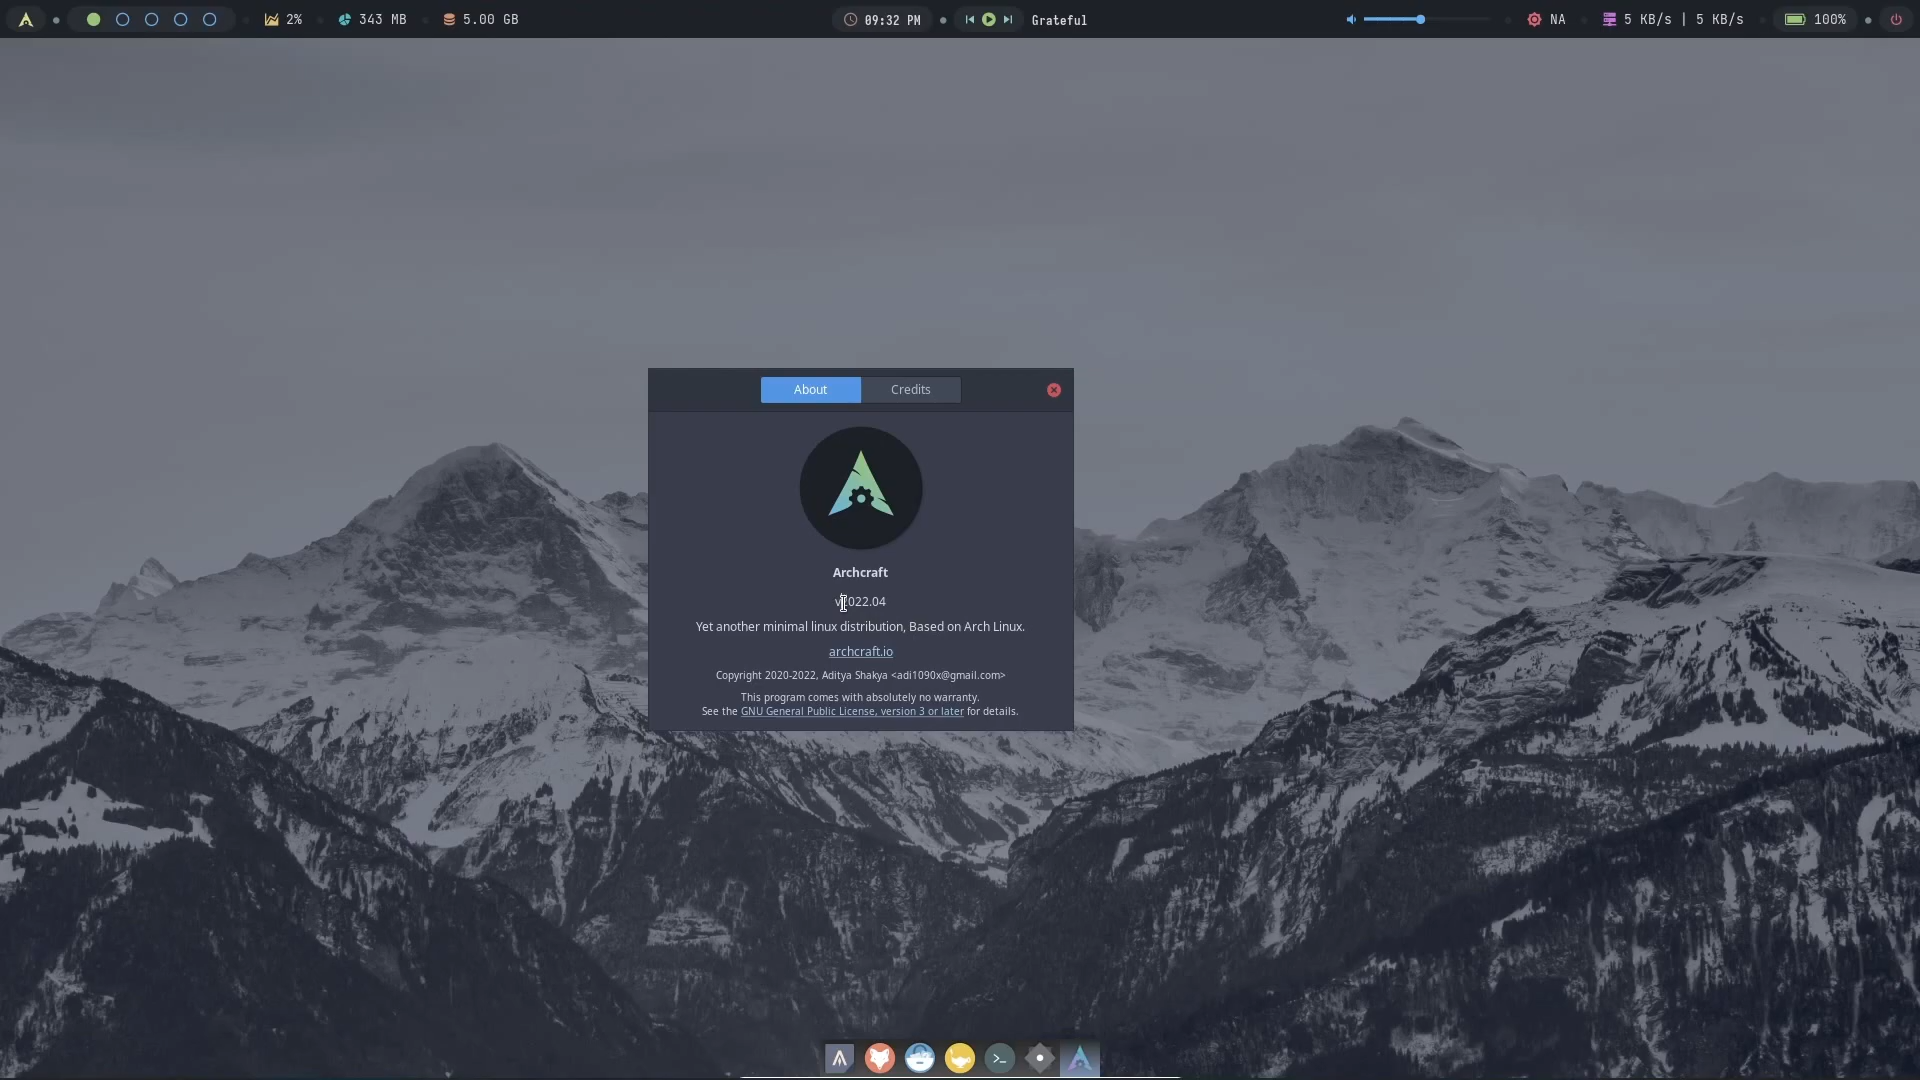 2% 343 MB 5.00 GB 09:32 PM Grateful NA 5 KB/s | 5 KB/s 100%
About Credits
Archcraft
v2022.04
Yet another minimal linux distribution, Based on Arch Linux.
archcraft.io
Copyright 2020-2022, Aditya Shakya <adi1090x@gmail.com>
This program comes with absolutely no warranty.
See the GNU General Public License, version 3 or later for details.